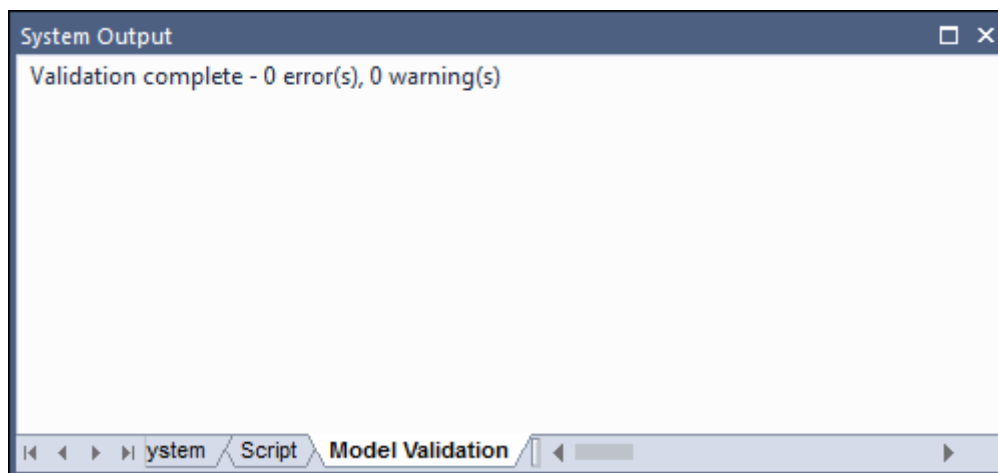 System Output
Validation complete - 0 error(s), 0 warning(s)
ystem Script Model Validation